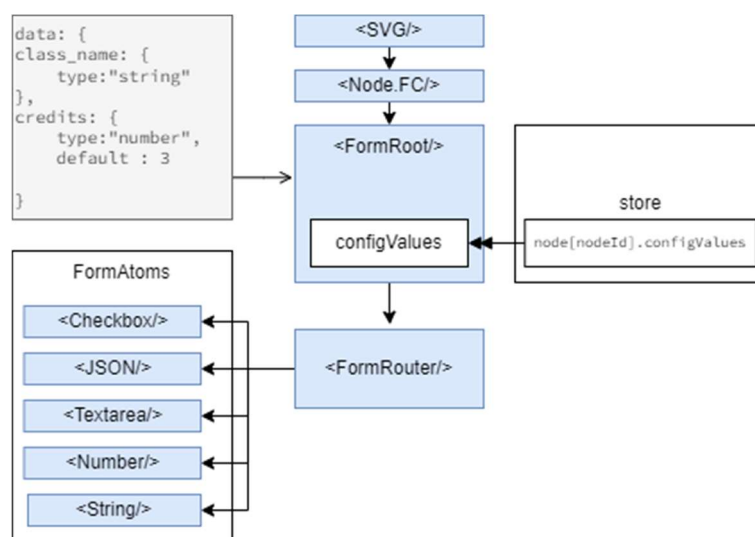 data: {
class_name: {
    type:"string"
},
credits: {
    type:"number",
    default : 3
}
<SVG/>
<Node.FC/>
<FormRoot/>
configValues
store
node[nodeId].configValues
FormAtoms
<Checkbox/>
<JSON/>
<Textarea/>
<Number/>
<String/>
<FormRouter/>